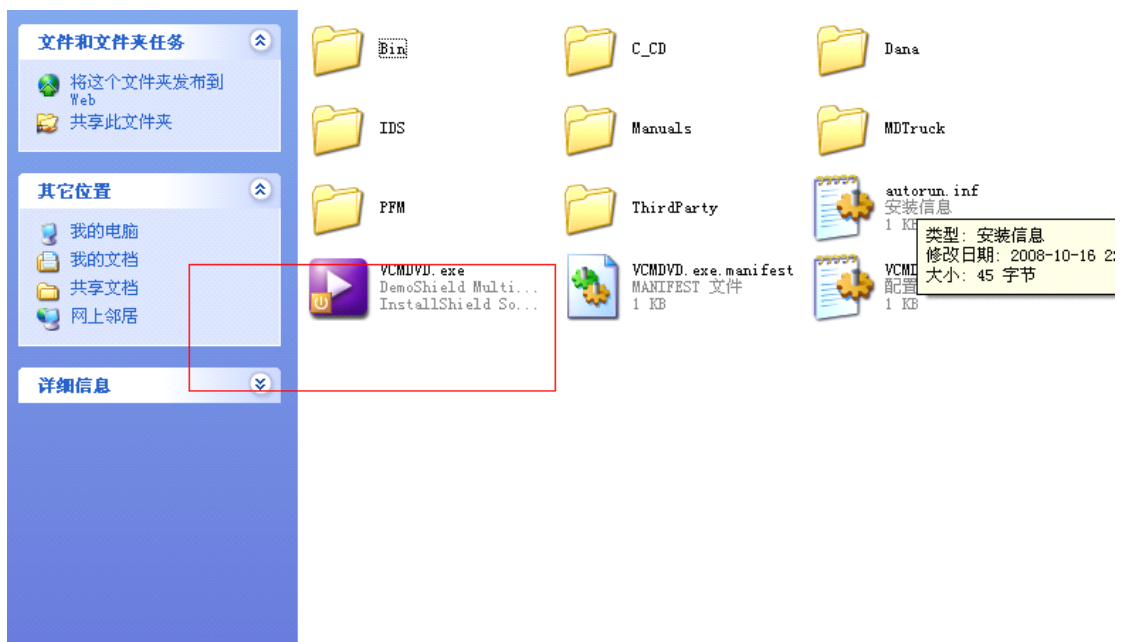 文件和文件夹任务
将这个文件夹发布到
Web
共享此文件夹
其它位置
我的电脑
我的文档
共享文档
网上邻居
详细信息
Bin
C_CD
Dana
IDS
Manuals
MDTruck
PFM
ThirdParty
autorun.inf
安装信息
1 KB
VCMDVD.exe
DemoShield Multi...
InstallShield So...
VCMDVD.exe.manifest
MANIFEST 文件
1 KB
配置
1 KB
类型: 安装信息
修改日期: 2008-10-16
大小: 45 字节